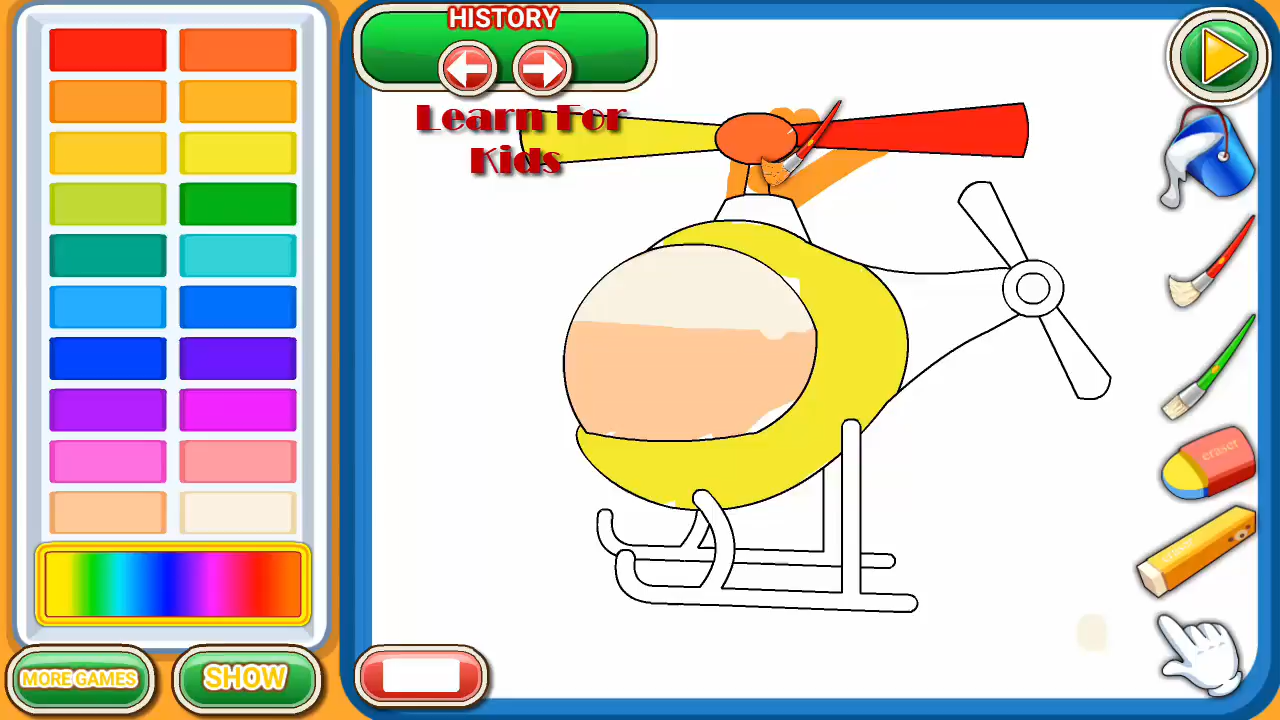 HISTORY
Learn For
Kids
eraser
MORE GAMES
SHOW